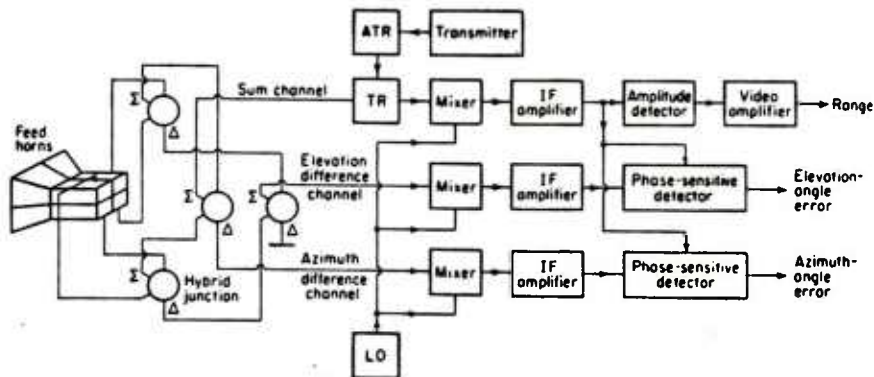 ATR
Transmitter
Σ
Sum channel
TR
Mixer
IF
amplifier
Amplitude
detector
Video
amplifier
Range
Δ
Feed
horns
Elevation
difference
channel
Σ
Σ
Mixer
IF
amplifier
Phase-sensitive
detector
Elevation-
angle
error
Δ
Δ
Σ
Hybrid
junction
Azimuth
difference
channel
Mixer
IF
amplifier
Phase-sensitive
detector
Azimuth-
angle
error
Δ
LO